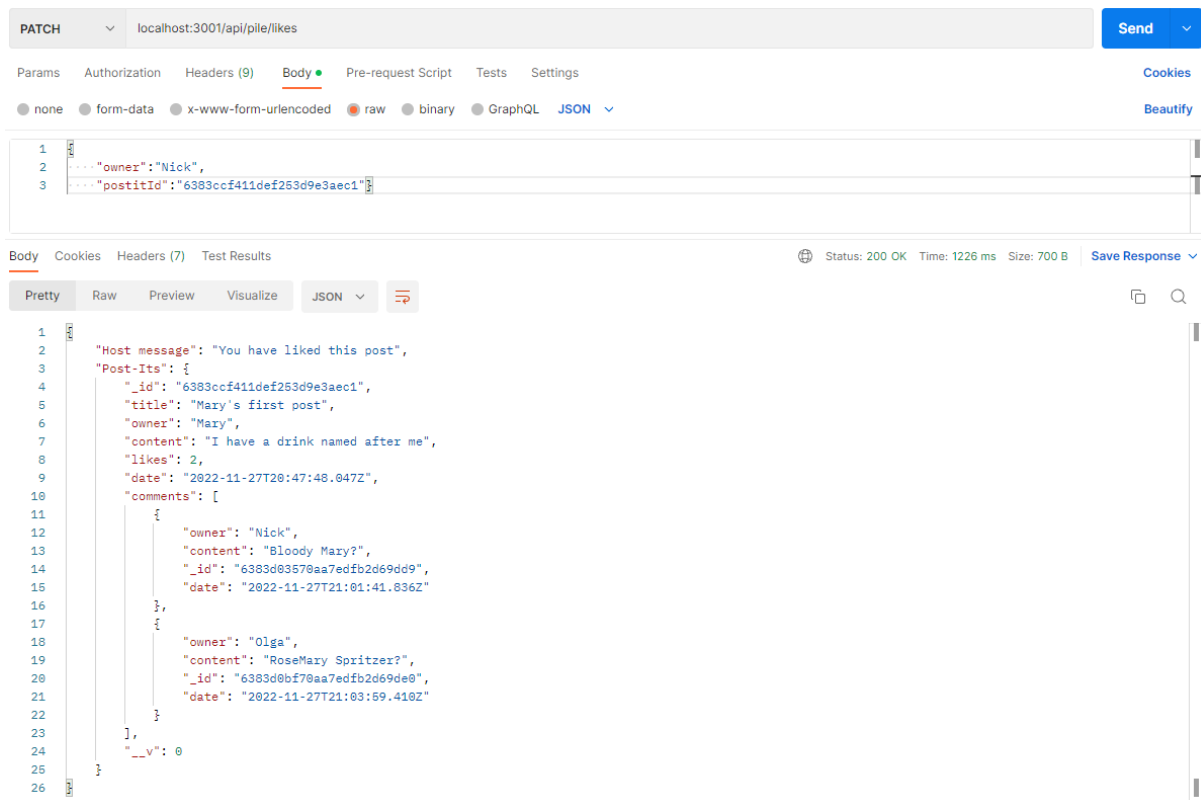 PATCH localhost:3001/api/pile/likes Send
Params Authorization Headers (9) Body Pre-request Script Tests Settings Cookies
none form-data x-www-form-urlencoded raw binary GraphQL JSON Beautify
1 {
2 "owner":"Nick",
3 "postitId":"6383ccf411def253d9e3aec1"}
Body Cookies Headers (7) Test Results Status: 200 OK Time: 1226 ms Size: 700 B Save Response
Pretty Raw Preview Visualize JSON
1 {
2 "Host message": "You have liked this post",
3 "Post-Its": {
4 "_id": "6383ccf411def253d9e3aec1",
5 "title": "Mary's first post",
6 "owner": "Mary",
7 "content": "I have a drink named after me",
8 "likes": 2,
9 "date": "2022-11-27T20:47:48.047Z",
10 "comments": [
11 {
12 "owner": "Nick",
13 "content": "Bloody Mary?",
14 "_id": "6383d03570aa7edfb2d69dd9",
15 "date": "2022-11-27T21:01:41.836Z"
16 },
17 {
18 "owner": "Olga",
19 "content": "RoseMary Spritzer?",
20 "_id": "6383d0bf70aa7edfb2d69de0",
21 "date": "2022-11-27T21:03:59.410Z"
22 }
23 ],
24 "__v": 0
25 }
26 }